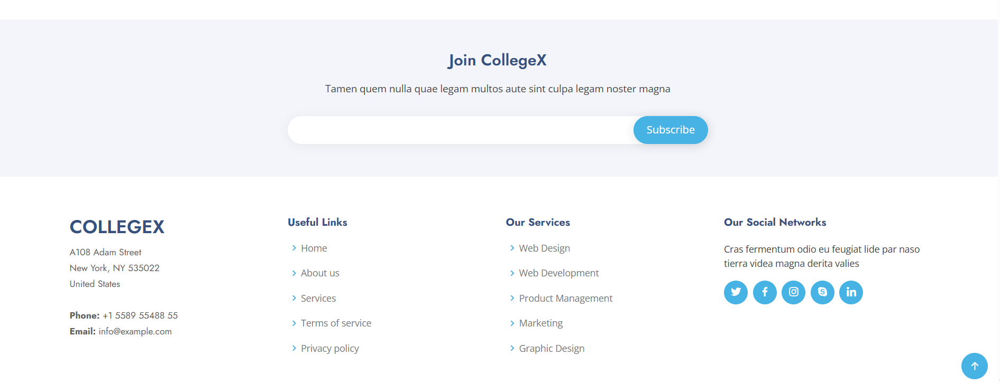 Join CollegeX
Tamen quem nulla quae legam multos aute sint culpa legam noster magna
Subscribe
COLLEGEX
A108 Adam Street
New York, NY 535022
United States
Phone: +1 5589 55488 55
Email: info@example.com
Useful Links
Home
About us
Services
Terms of service
Privacy policy
Our Services
Web Design
Web Development
Product Management
Marketing
Graphic Design
Our Social Networks
Cras fermentum odio eu feugiat lide par naso
tierra videa magna derita valies